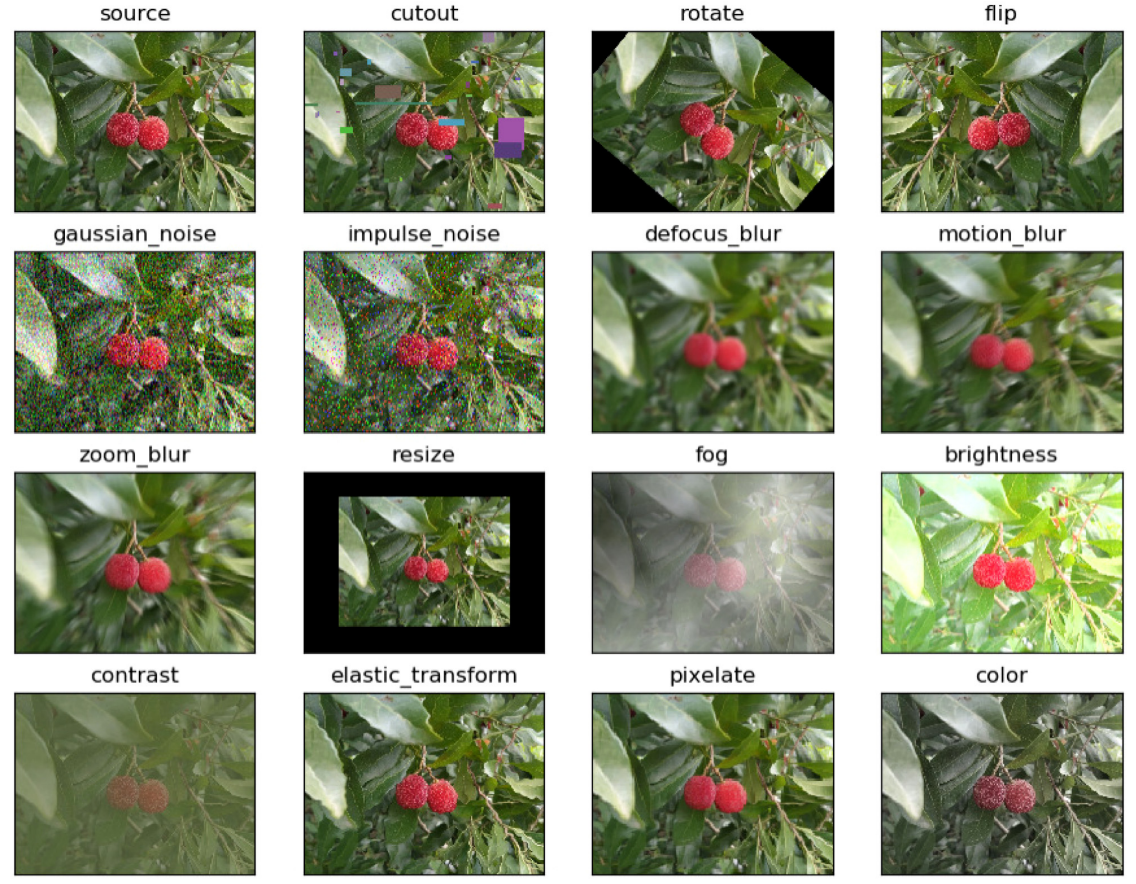 source cutout rotate flip
gaussian_noise impulse_noise defocus_blur motion_blur
zoom_blur resize fog brightness
contrast elastic_transform pixelate color